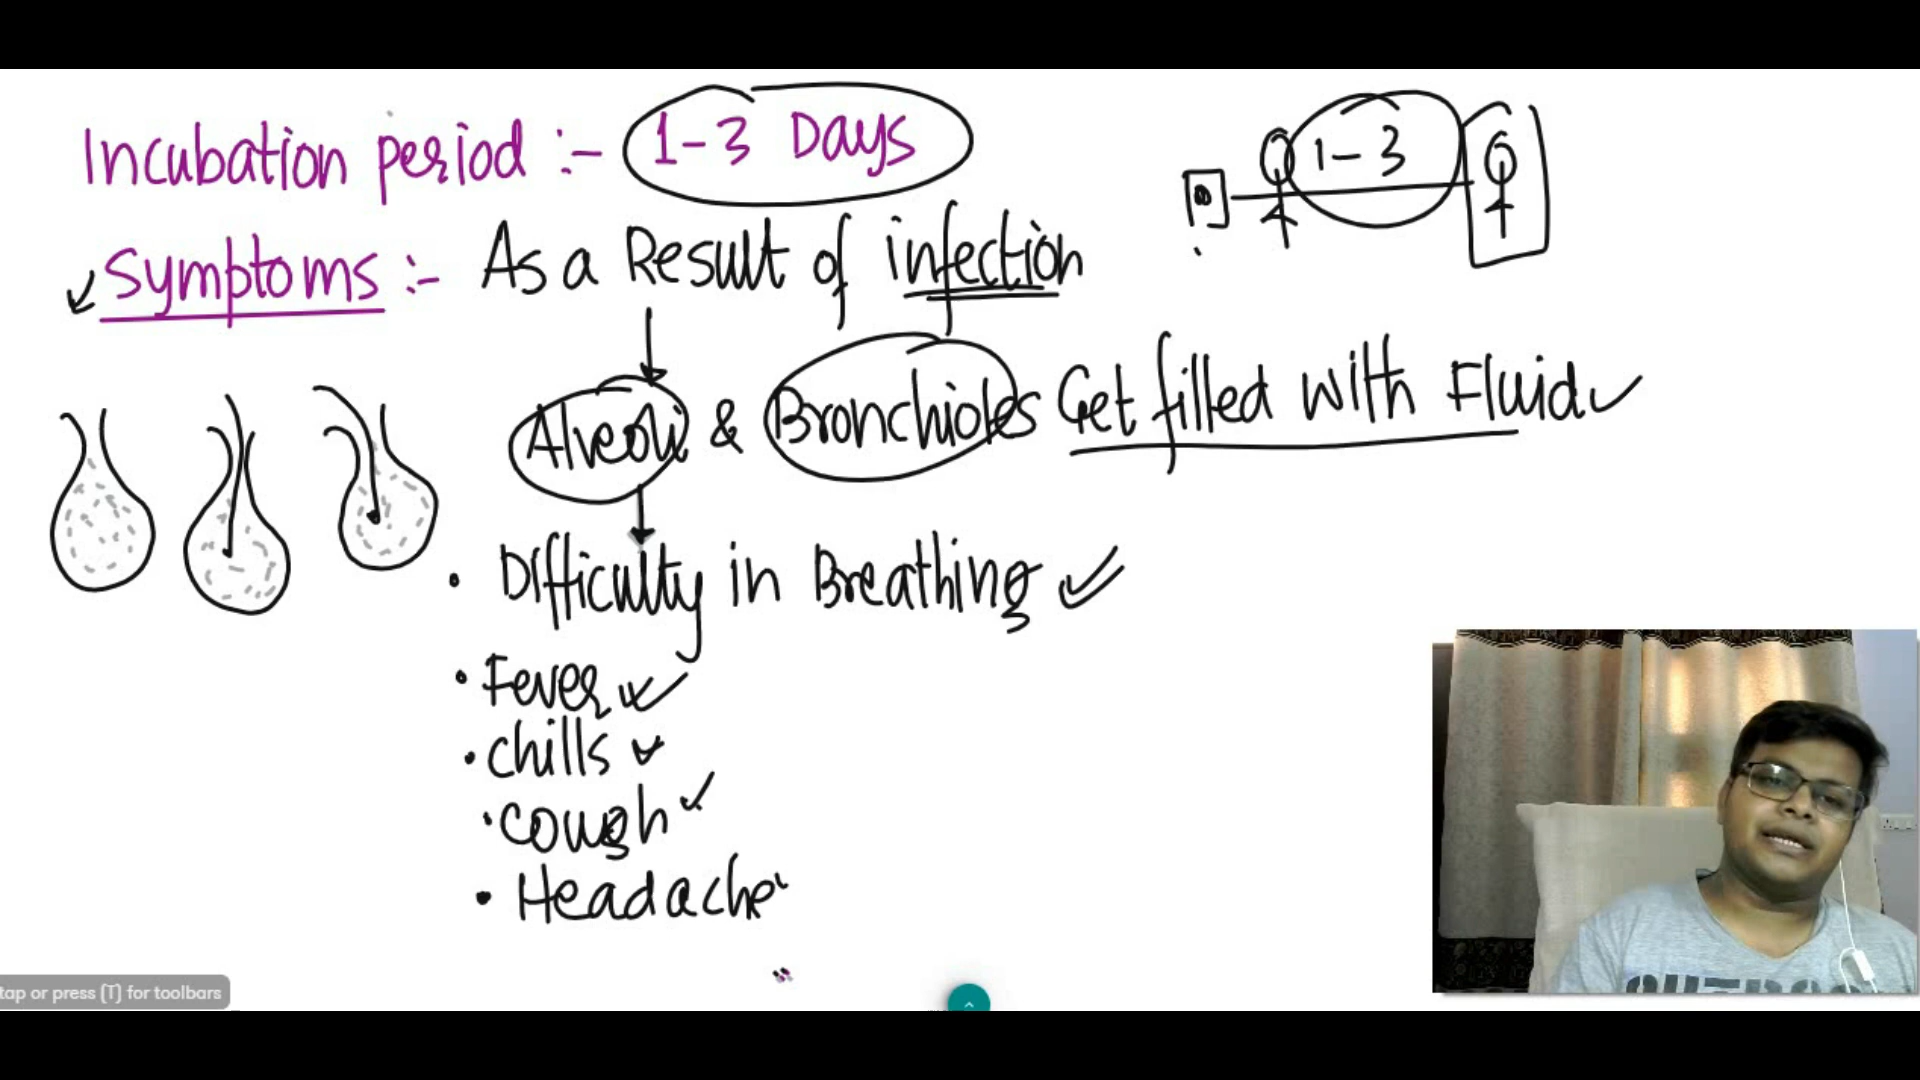 Incubation period :- 1-3 Days
1-3
Symptoms :- As a Result of infection
Alveoli & Bronchioles Get filled with Fluid
• Difficulty in Breathing
• Fever
• chills
• cough
• Headache
tap or press (T) for toolbars